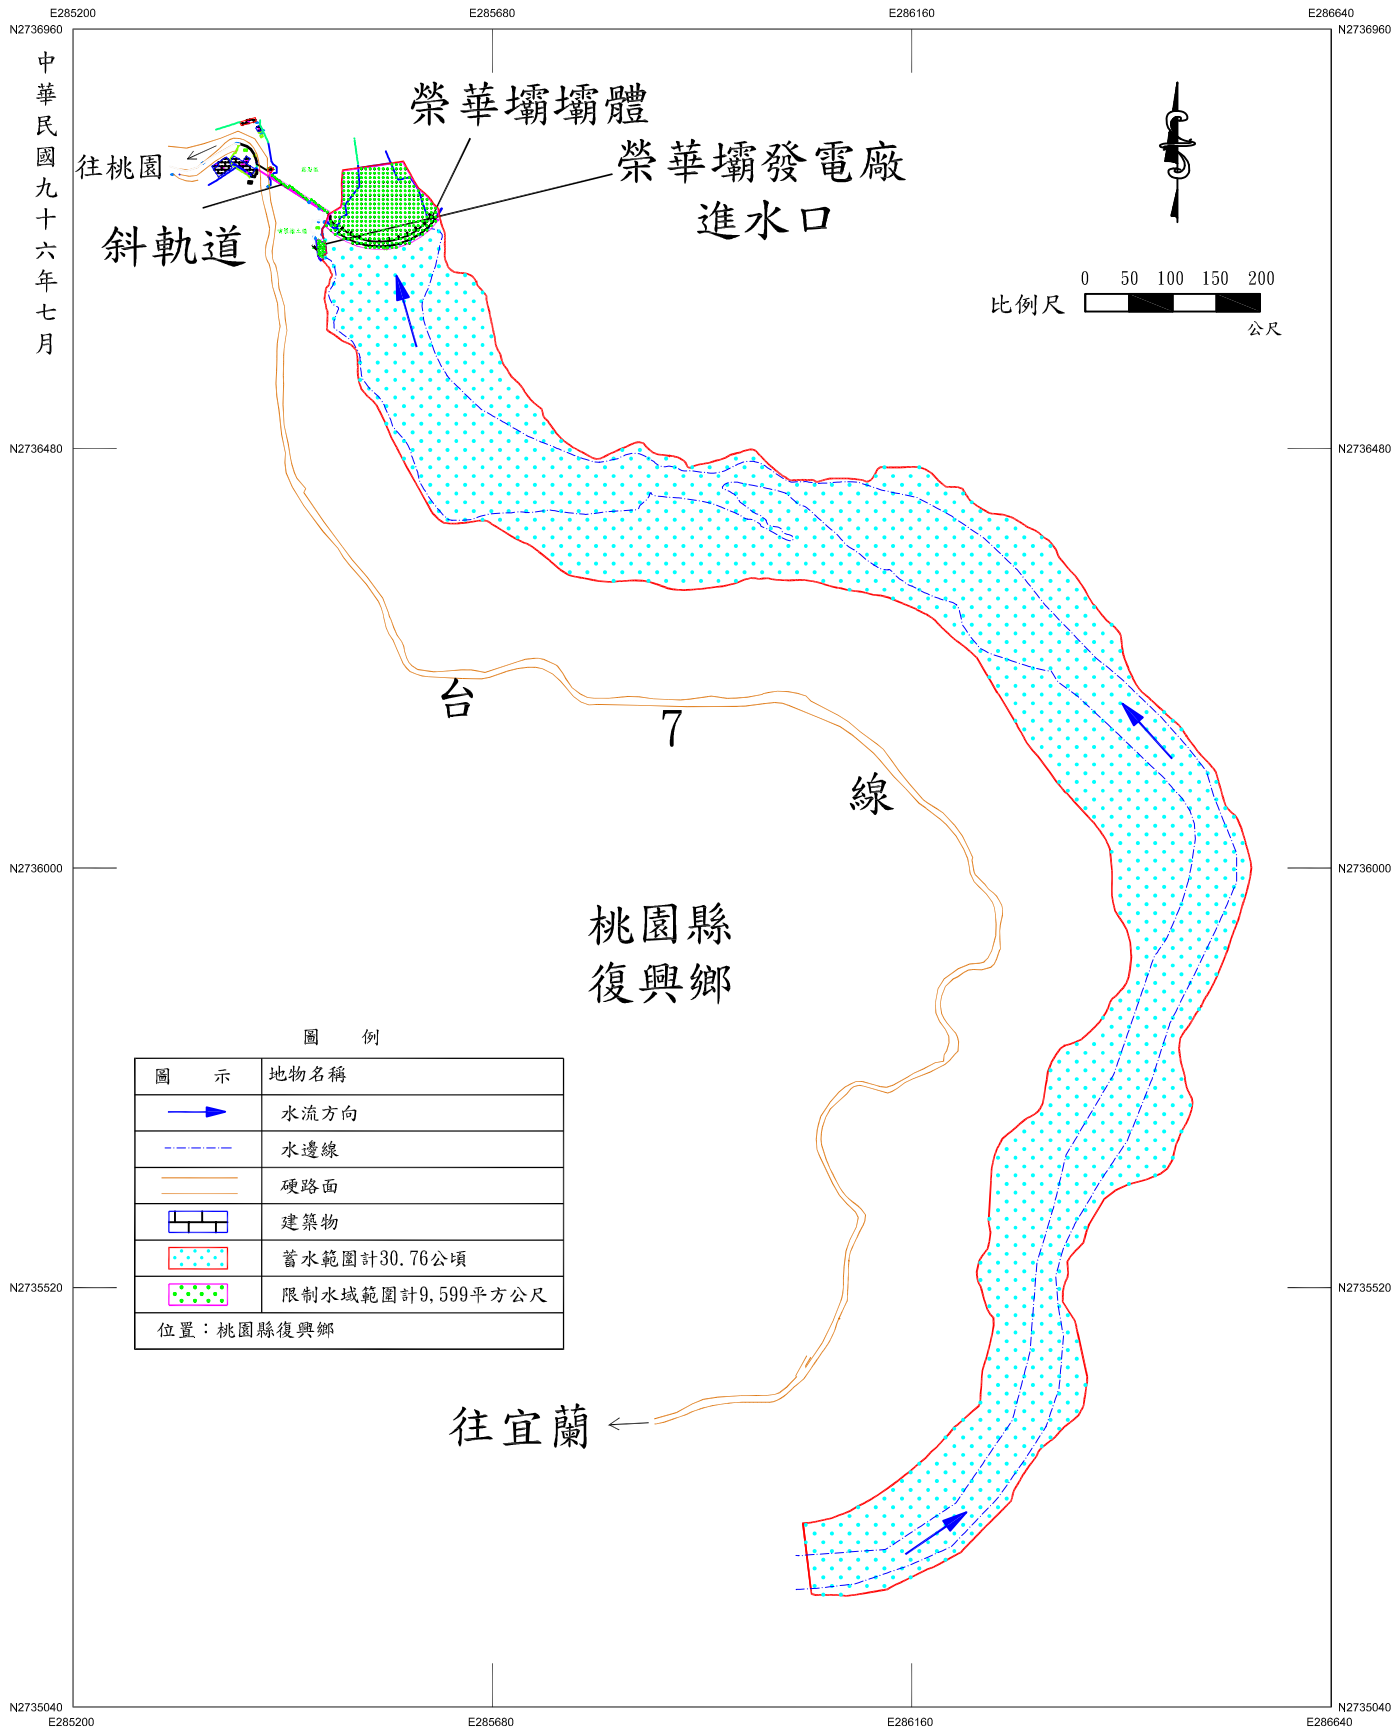 E285200
E285680
E286160
E286640
N2736960
N2736960
中華民國九十六年七月
榮華壩壩體
榮華壩發電廠
進水口
往桃園
斜軌道
0 50 100 150 200
比例尺
公尺
N2736480
N2736480
台
7
線
N2736000
N2736000
桃園縣
復興鄉
圖 例
圖 示 地物名稱
水流方向
水邊線
硬路面
建築物
蓄水範圍計30.76公頃
限制水域範圍計9,599平方公尺
位置：桃園縣復興鄉
N2735520
N2735520
往宜蘭
N2735040
N2735040
E285200
E285680
E286160
E286640